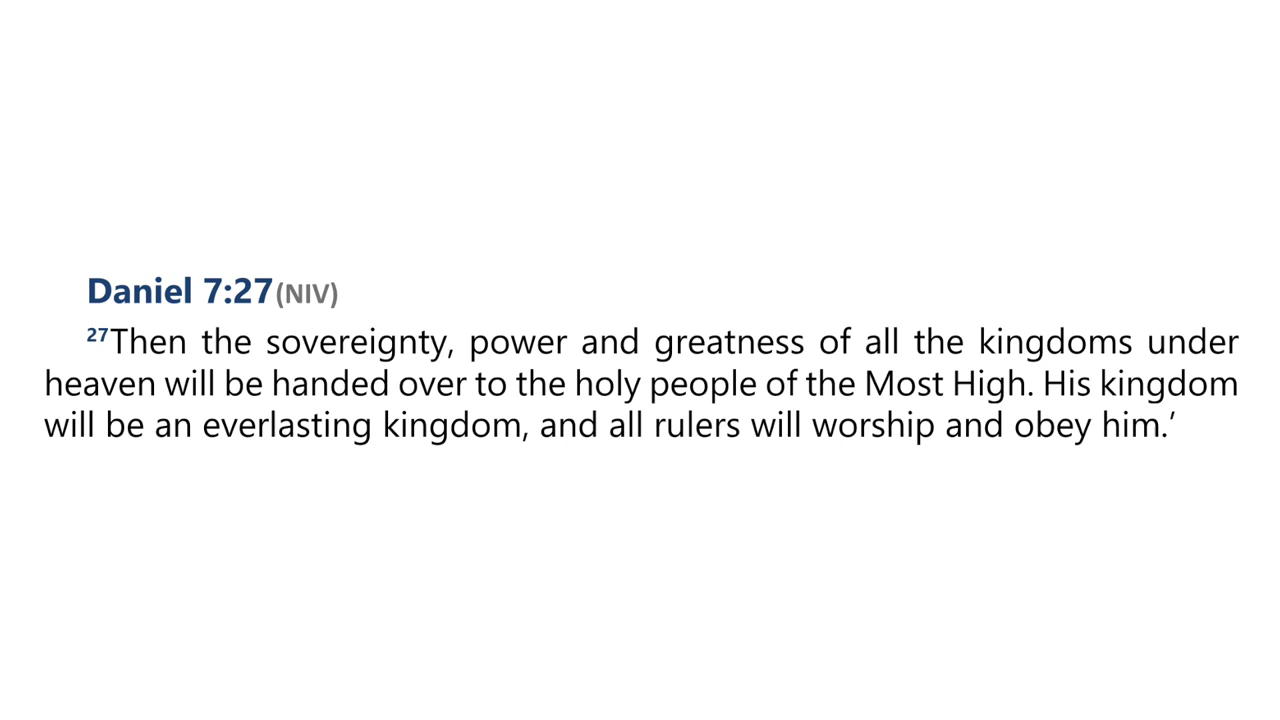 Daniel 7:27(NIV)
27Then the sovereignty, power and greatness of all the kingdoms under
heaven will be handed over to the holy people of the Most High. His kingdom
will be an everlasting kingdom, and all rulers will worship and obey him.’